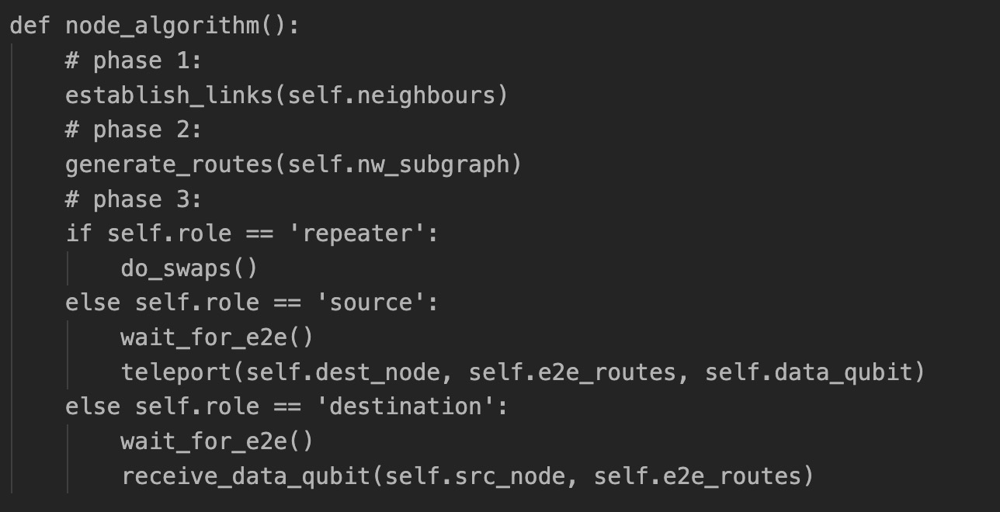 def node_algorithm():
    # phase 1:
    establish_links(self.neighbours)
    # phase 2:
    generate_routes(self.nw_subgraph)
    # phase 3:
    if self.role == 'repeater':
        do_swaps()
    else self.role == 'source':
        wait_for_e2e()
        teleport(self.dest_node, self.e2e_routes, self.data_qubit)
    else self.role == 'destination':
        wait_for_e2e()
        receive_data_qubit(self.src_node, self.e2e_routes)